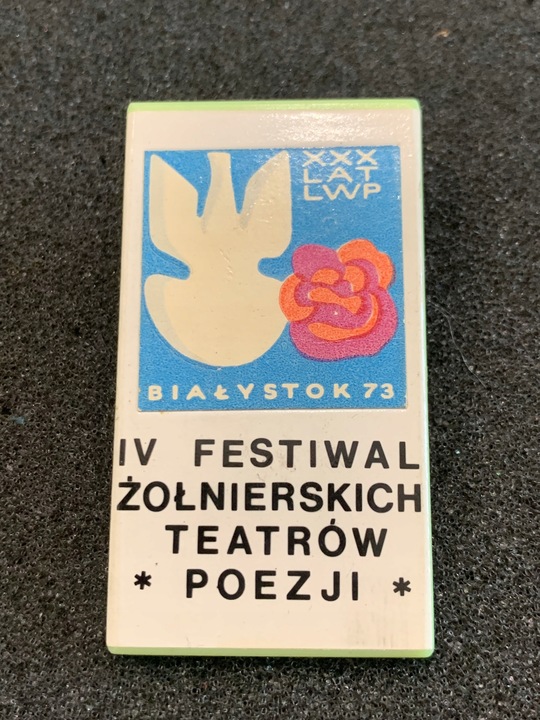 XXX
LAT
LWP
BIAŁYSTOK 73
IV FESTIWAL
ŻOŁNIERSKICH
TEATRÓW
* POEZJI *